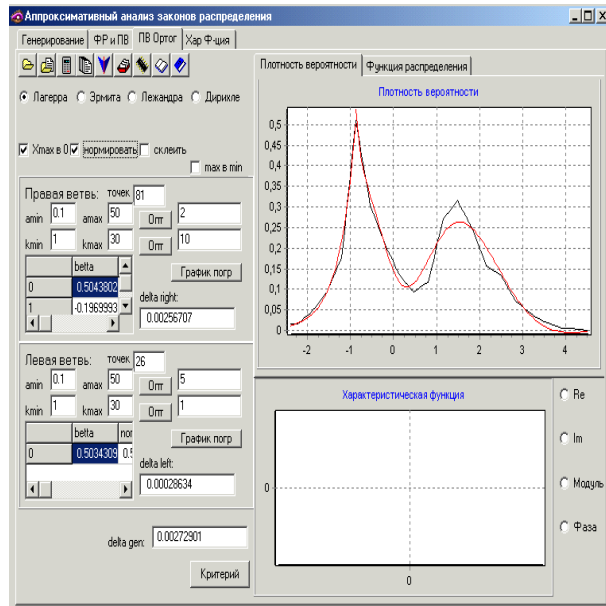 Аппроксимативный анализ законов распределения
Генерирование ФР и ПВ ПВ Ортог Хар Ф-ция
Лагерра Эрмита Лежандра Дирихле
Xmax в 0 нормировать склеить
max в min
Правая ветвь: точек 81
amin 0.1 amax 50 Опт 2
kmin 1 kmax 30 Опт 10
betta
0 0.5043802
1 -0.1969993
График погр
delta right:
0.00256707
Левая ветвь: точек 26
amin 0.1 amax 50 Опт 5
kmin 1 kmax 30 Опт 1
betta nor
0 0.5034309 0.5
График погр
delta left:
0.00028634
delta gen: 0.00272901
Критерий
Плотность вероятности Функция распределения
Плотность вероятности
0,5
0,45
0,4
0,35
0,3
0,25
0,2
0,15
0,1
0,05
0
-2 -1 0 1 2 3 4
Характеристическая функция
0
0
Re
Im
Модуль
Фаза